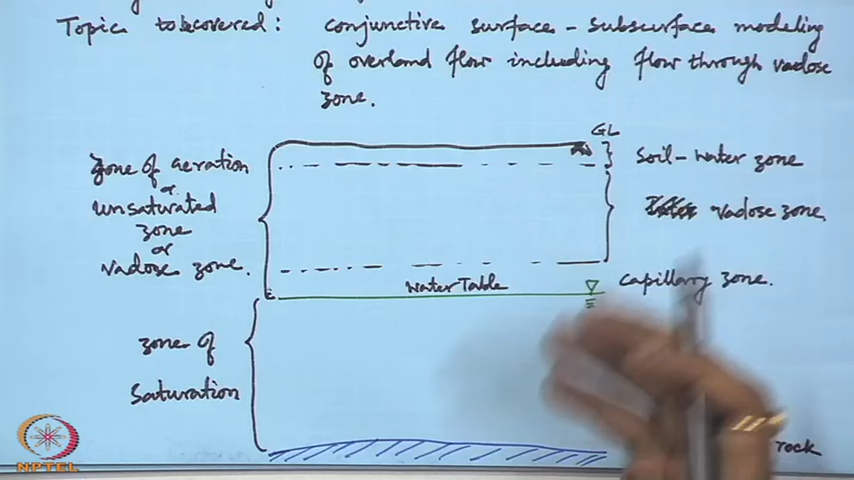 Topic to be covered : conjunctive surface - subsurface modeling
of overland flow including flow through vadose
zone.
GL
zone of aeration
or
unsaturated
zone
or
vadose zone.
soil-water zone
vadose zone,
capillary zone.
water Table
zone of
saturation
rock
NPTEL